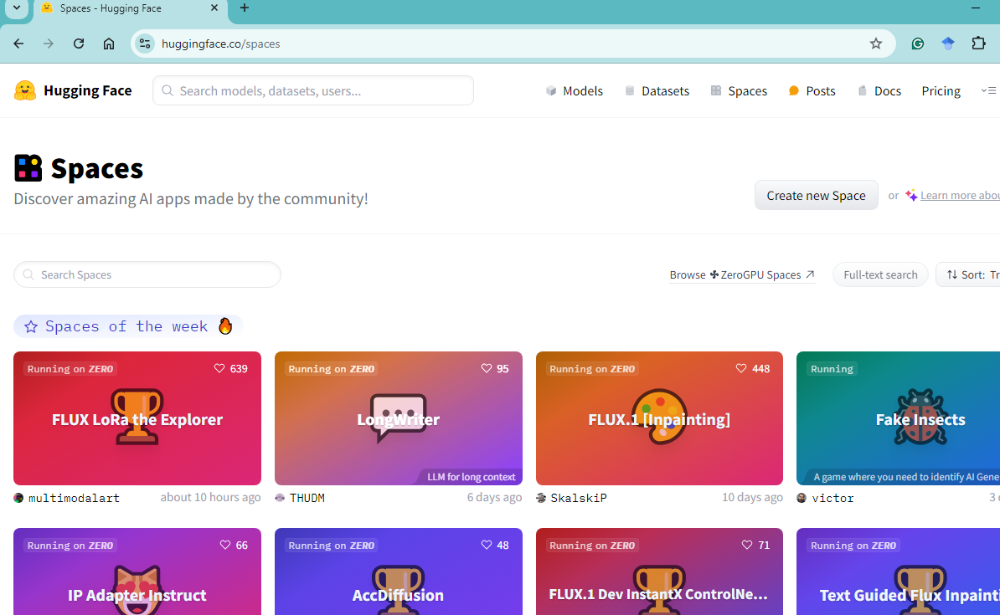 Spaces - Hugging Face
huggingface.co/spaces
Hugging Face
Search models, datasets, users...
Models
Datasets
Spaces
Posts
Docs
Pricing
Spaces
Discover amazing AI apps made by the community!
Create new Space
or
Learn more abou
Search Spaces
Browse ZeroGPU Spaces
Full-text search
Sort: Tr
Spaces of the week
Running on ZERO
639
FLUX LoRa the Explorer
multimodalart
about 10 hours ago
Running on ZERO
95
LongWriter
LLM for long context
THUDM
6 days ago
Running on ZERO
448
FLUX.1 [Inpainting]
SkalskiP
10 days ago
Running
Fake Insects
A game where you need to identify AI Gene
victor
3
Running on ZERO
66
IP Adapter Instruct
Running on ZERO
48
AccDiffusion
Running on ZERO
71
FLUX.1 Dev InstantX ControlNe...
Running on ZERO
Text Guided Flux Inpainti